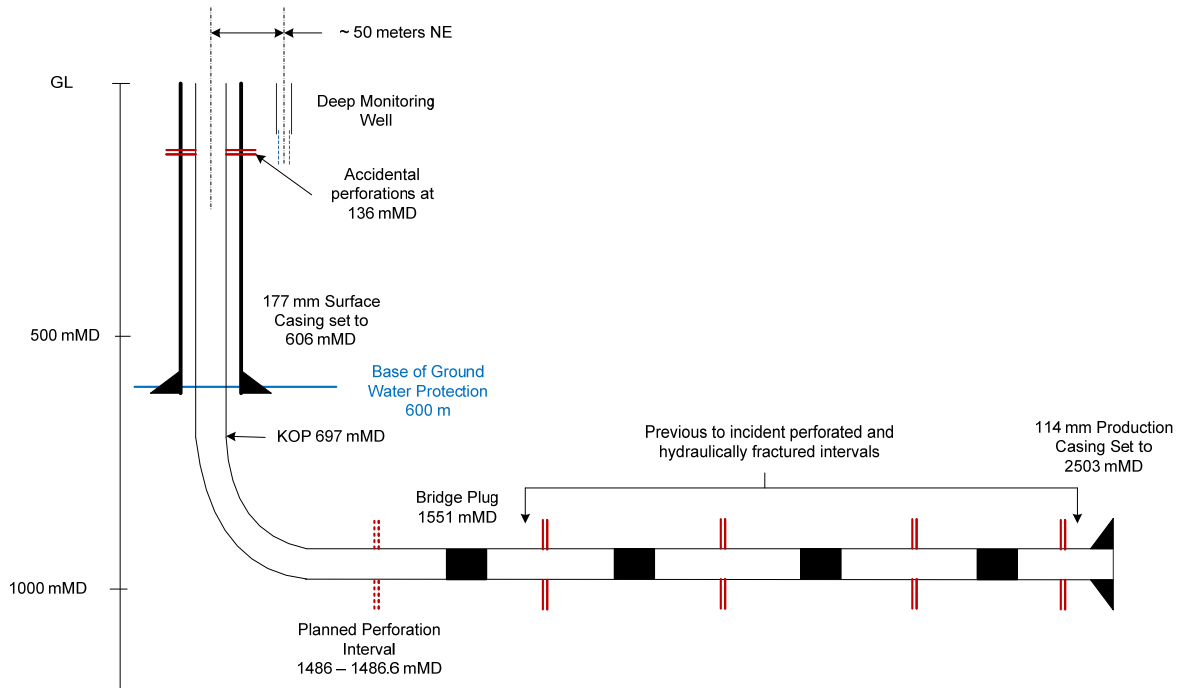 ~ 50 meters NE
GL
Deep Monitoring
Well
Accidental
perforations at
136 mMD
177 mm Surface
Casing set to
606 mMD
500 mMD
Base of Ground
Water Protection
600 m
KOP 697 mMD
Previous to incident perforated and
hydraulically fractured intervals
114 mm Production
Casing Set to
2503 mMD
Bridge Plug
1551 mMD
1000 mMD
Planned Perforation
Interval
1486 – 1486.6 mMD